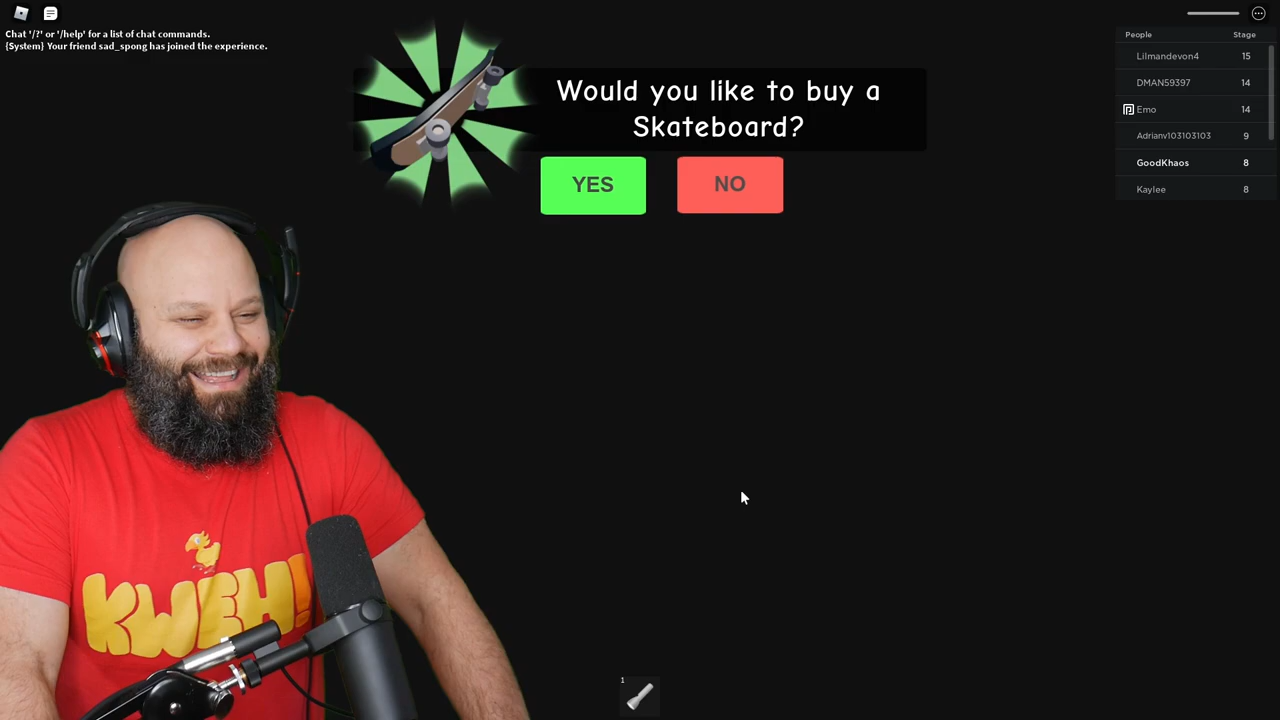 Chat '/?' or '/help' for a list of chat commands.
{System} Your friend sad_spong has joined the experience.
Would you like to buy a
Skateboard?
YES NO
People Stage
Lilmandevon4 15
DMAN59397 14
Emo 14
Adrianv103103103 9
GoodKhaos 8
Kaylee 8
KWEH!
1